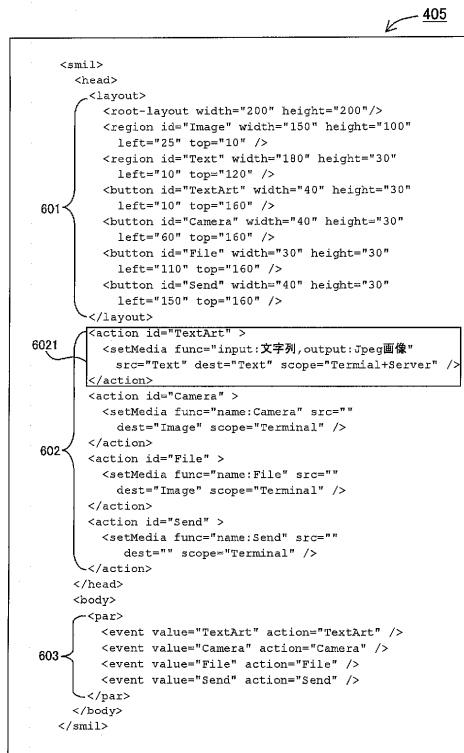 405
<smil>
<head>
<layout>
<root-layout width="200" height="200"/>
<region id="Image" width="150" height="100"
left="25" top="10" />
<region id="Text" width="180" height="30"
left="10" top="120" />
<button id="TextArt" width="40" height="30"
left="10" top="160" />
601
<button id="Camera" width="40" height="30"
left="60" top="160" />
<button id="File" width="30" height="30"
left="110" top="160" />
<button id="Send" width="40" height="30"
left="150" top="160" />
</layout>
<action id="TextArt" >
6021
<setMedia func="input:文字列,output:Jpeg画像"
src="Text" dest="Text" scope="Termial+Server" />
</action>
<action id="Camera" >
<setMedia func="name:Camera" src=""
dest="Image" scope="Terminal" />
</action>
602
<action id="File" >
<setMedia func="name:File" src=""
dest="Image" scope="Terminal" />
</action>
<action id="Send" >
<setMedia func="name:Send" src=""
dest="" scope="Terminal" />
</action>
</head>
<body>
<par>
<event value="TextArt" action="TextArt" />
<event value="Camera" action="Camera" />
603
<event value="File" action="File" />
<event value="Send" action="Send" />
</par>
</body>
</smil>